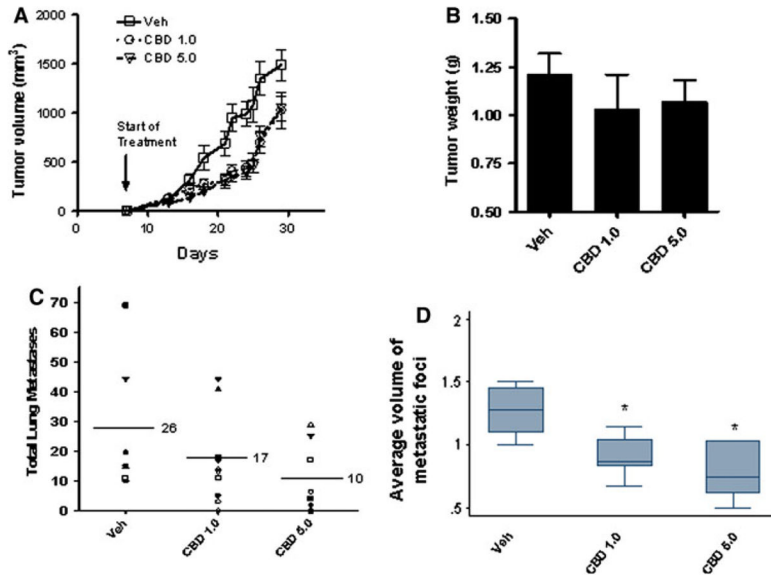 A
Veh
CBD 1.0
CBD 5.0
Tumor volume (mm³)
2000
1500
1000
500
0
Start of
Treatment
0 10 20 30
Days
B
Tumor weight (g)
1.50
1.25
1.00
0.75
0.50
Veh
CBD 1.0
CBD 5.0
C
Total Lung Metastases
70
60
50
40
30
20
10
0
26
17
10
Veh
CBD 1.0
CBD 5.0
D
Average volume of
metastatic foci
2
1.5
1
.5
*
*
Veh
CBD 1.0
CBD 5.0